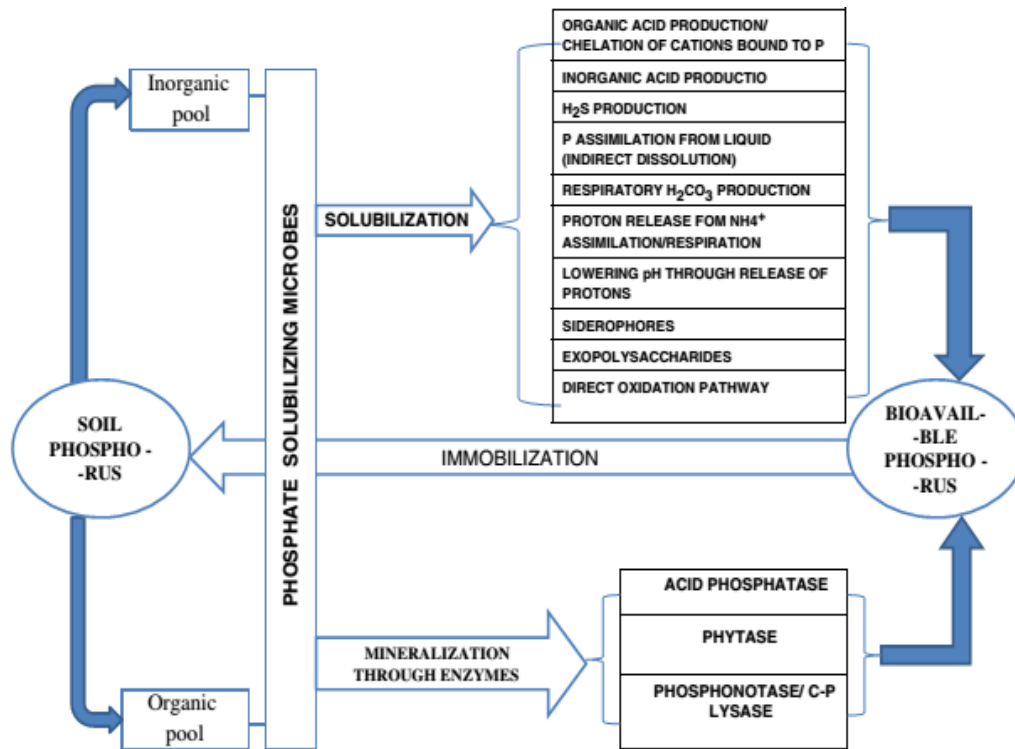 Inorganic
pool
PHOSPHATE SOLUBILIZING MICROBES
SOLUBILIZATION
ORGANIC ACID PRODUCTION/
CHELATION OF CATIONS BOUND TO P
INORGANIC ACID PRODUCTIO
H₂S PRODUCTION
P ASSIMILATION FROM LIQUID
(INDIRECT DISSOLUTION)
RESPIRATORY H₂CO₃ PRODUCTION
PROTON RELEASE FOM NH4⁺
ASSIMILATION/RESPIRATION
LOWERING pH THROUGH RELEASE OF
PROTONS
SIDEROPHORES
EXOPOLYSACCHARIDES
DIRECT OXIDATION PATHWAY
SOIL
PHOSPHO -
-RUS
IMMOBILIZATION
BIOAVAIL-
-BLE
PHOSPHO -
-RUS
Organic
pool
MINERALIZATION
THROUGH ENZYMES
ACID PHOSPHATASE
PHYTASE
PHOSPHONOTASE/ C-P
LYSASE